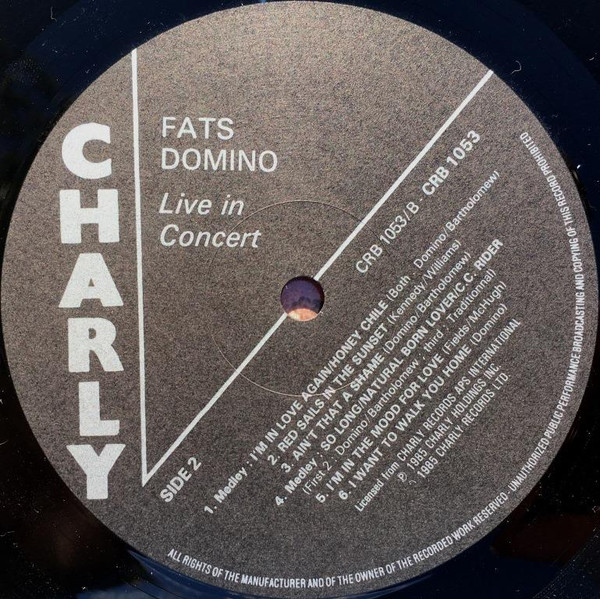 CHARLY
FATS
DOMINO
Live in
Concert
CRB 1053/B - CRB 1053
SIDE 2
1. Medley : I'M IN LOVE AGAIN/HONEY CHILE (Both : Domino/Bartholomew)
2. RED SAILS IN THE SUNSET (Kennedy/Williams)
3. AIN'T THAT A SHAME (Domino/Bartholomew)
4. Medley : SO LONG/NATURAL BORN LOVER/C.C. RIDER
(First 2 : Domino/Bartholomew; third : Traditionnal)
5. I'M IN THE MOOD FOR LOVE (Fields/McHugh)
6. I WANT TO WALK YOU HOME (Domino)
Licensed from CHARLY RECORDS APS INTERNATIONAL
℗ 1985 CHARLY HOLDINGS INC.
© 1985 CHARLY RECORDS LTD.
ALL RIGHTS OF THE MANUFACTURER AND OF THE OWNER OF THE RECORDED WORK RESERVED - UNAUTHORIZED PUBLIC PERFORMANCE BROADCASTING AND COPYING OF THIS RECORD PROHIBITED